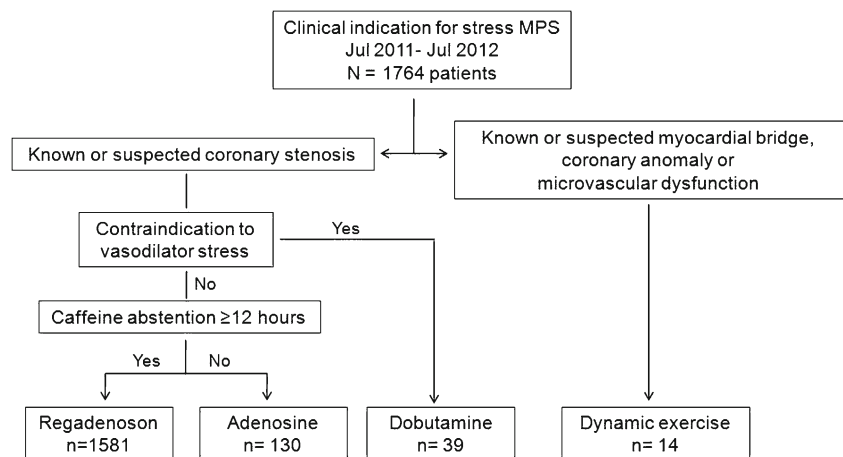 Clinical indication for stress MPS
Jul 2011- Jul 2012
N = 1764 patients
Known or suspected coronary stenosis
Known or suspected myocardial bridge,
coronary anomaly or
microvascular dysfunction
Contraindication to
vasodilator stress
Yes
No
Caffeine abstention ≥12 hours
Yes
No
Regadenoson
n=1581
Adenosine
n= 130
Dobutamine
n= 39
Dynamic exercise
n= 14